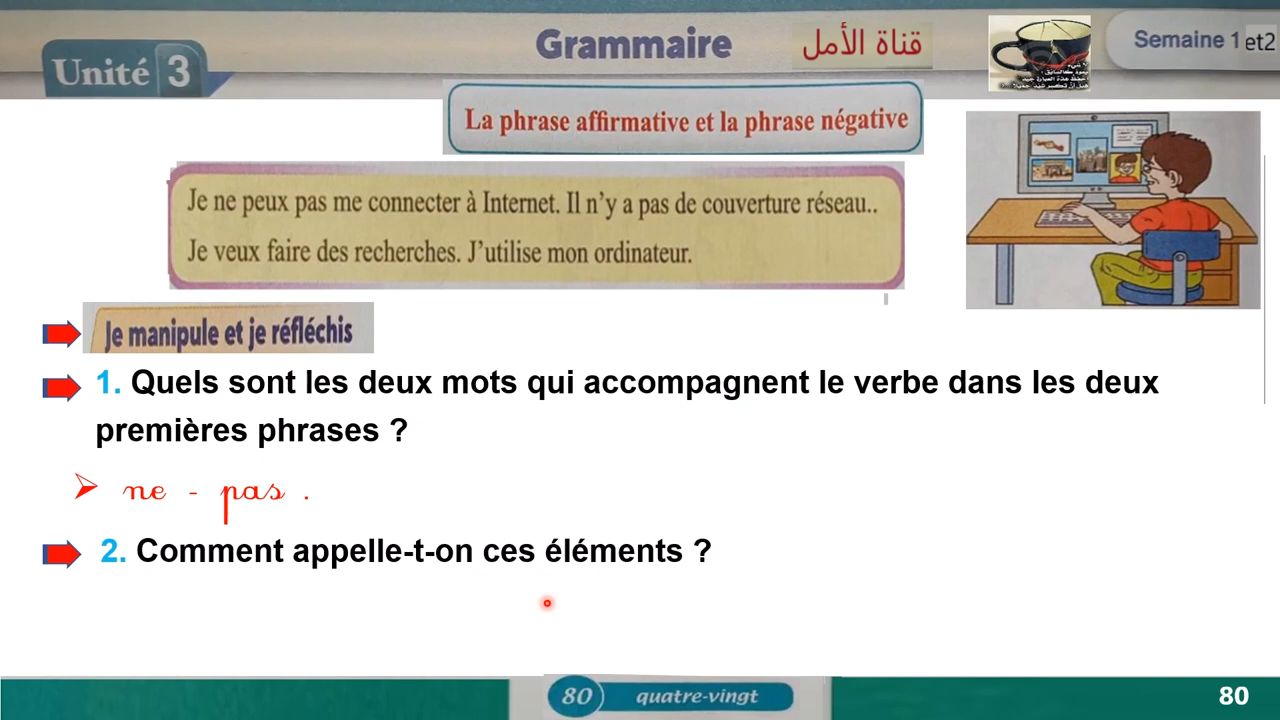 Unité 3
Grammaire
قناة الأمل
Semaine 1 et2
La phrase affirmative et la phrase négative
Je ne peux pas me connecter à Internet. Il n'y a pas de couverture réseau..
Je veux faire des recherches. J'utilise mon ordinateur.
Je manipule et je réfléchis
1. Quels sont les deux mots qui accompagnent le verbe dans les deux
premières phrases ?
ne - pas .
2. Comment appelle-t-on ces éléments ?
80 quatre-vingt
80